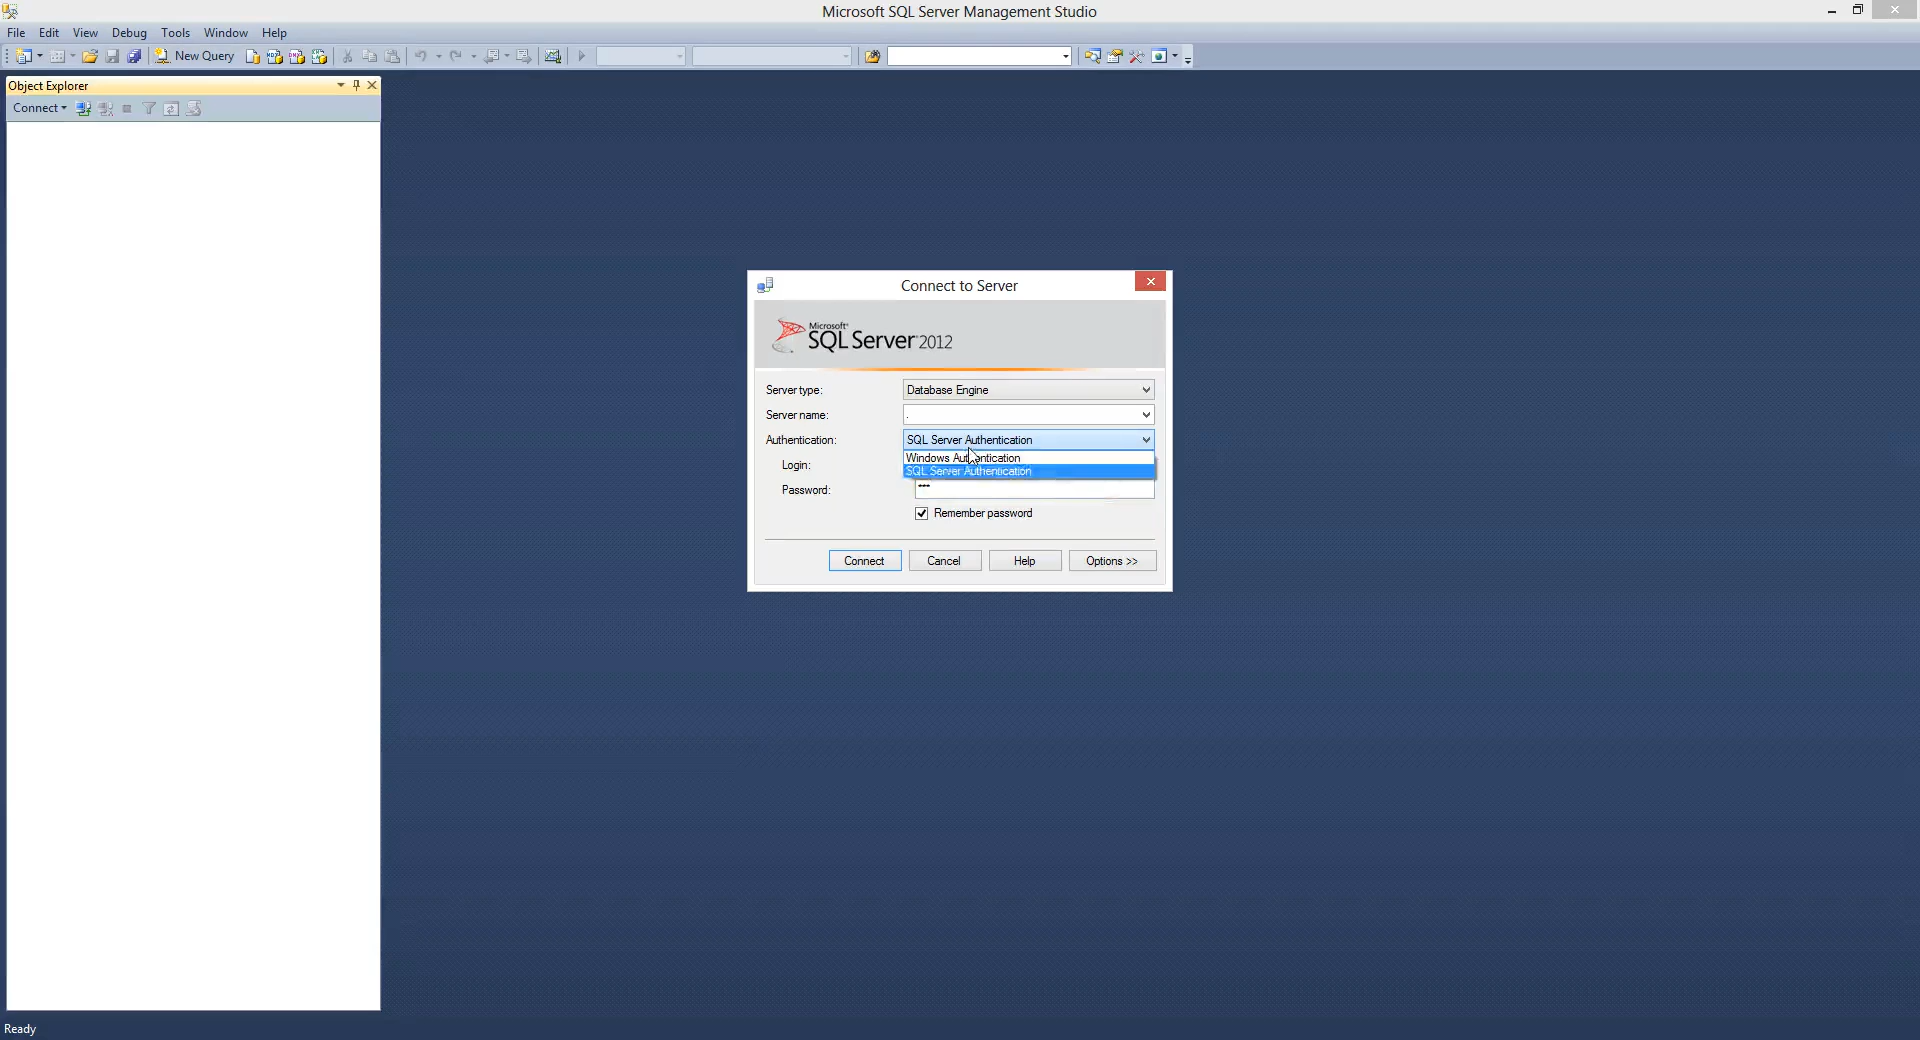 Microsoft SQL Server Management Studio
File Edit View Debug Tools Window Help
New Query
Object Explorer
Connect
Connect to Server
Microsoft®
SQL Server 2012
Server type: Database Engine
Server name: .
Authentication: SQL Server Authentication
Windows Authentication
SQL Server Authentication
Login:
Password: ***
Remember password
Connect Cancel Help Options >>
Ready